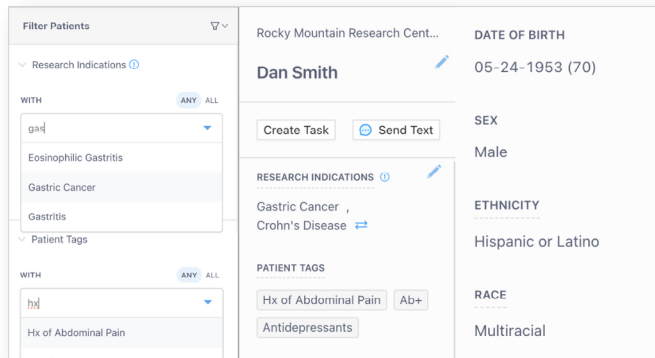 Filter Patients
Research Indications
WITH ANY ALL
gas
Eosinophilic Gastritis
Gastric Cancer
Gastritis
Patient Tags
WITH ANY ALL
hx
Hx of Abdominal Pain
Rocky Mountain Research Cent...
Dan Smith
Create Task Send Text
RESEARCH INDICATIONS
Gastric Cancer ,
Crohn's Disease
PATIENT TAGS
Hx of Abdominal Pain Ab+
Antidepressants
DATE OF BIRTH
05-24-1953 (70)
SEX
Male
ETHNICITY
Hispanic or Latino
RACE
Multiracial